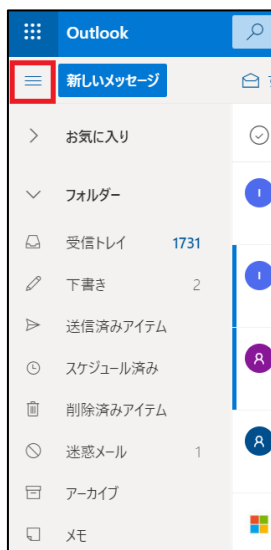 Outlook
新しいメッセージ
お気に入り
フォルダー
受信トレイ 1731
下書き 2
送信済みアイテム
スケジュール済み
削除済みアイテム
迷惑メール 1
アーカイブ
メモ
I
I
R
R